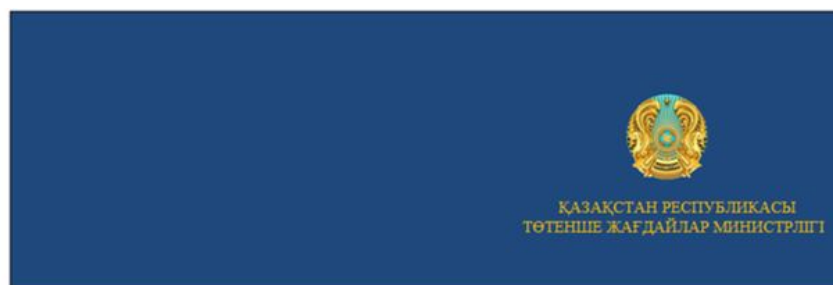 ҚАЗАҚСТАН РЕСПУБЛИКАСЫ
ТӨТЕНШЕ ЖАҒДАЙЛАР МИНИСТРЛІГІ